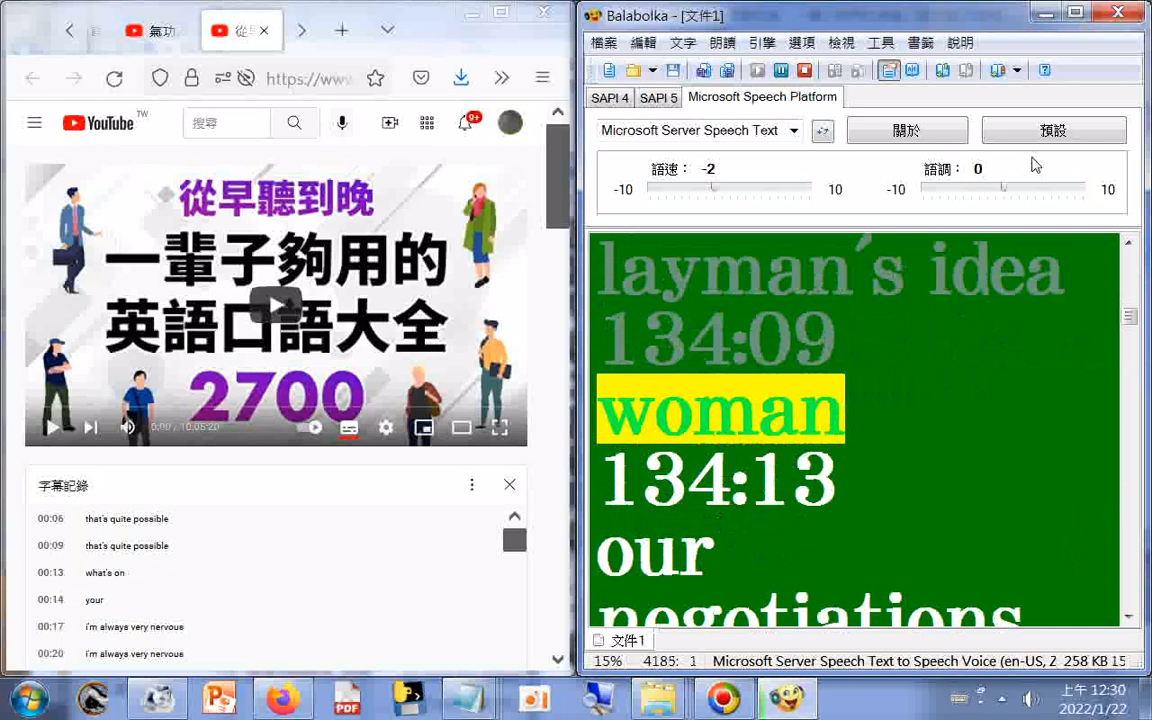 氣功
從早
https://www
YouTube TW
搜尋
9+
從早聽到晚
一輩子夠用的
英語口語大全
2700
0:00 / 10:05:20
字幕記錄
00:06 that's quite possible
00:09 that's quite possible
00:13 what's on
00:14 your
00:17 i'm always very nervous
00:20 i'm always very nervous
Balabolka - [文件1]
檔案 編輯 文字 朗讀 引擎 選項 檢視 工具 書籤 說明
SAPI 4 SAPI 5 Microsoft Speech Platform
Microsoft Server Speech Text 關於 預設
語速： -2 語調： 0
-10 10 -10 10
layman´s idea
134:09
woman
134:13
our
negotiations
文件1
15% 4185: 1 Microsoft Server Speech Text to Speech Voice (en-US, Z 258 KB 15
PDF
上午 12:30
2022/1/22